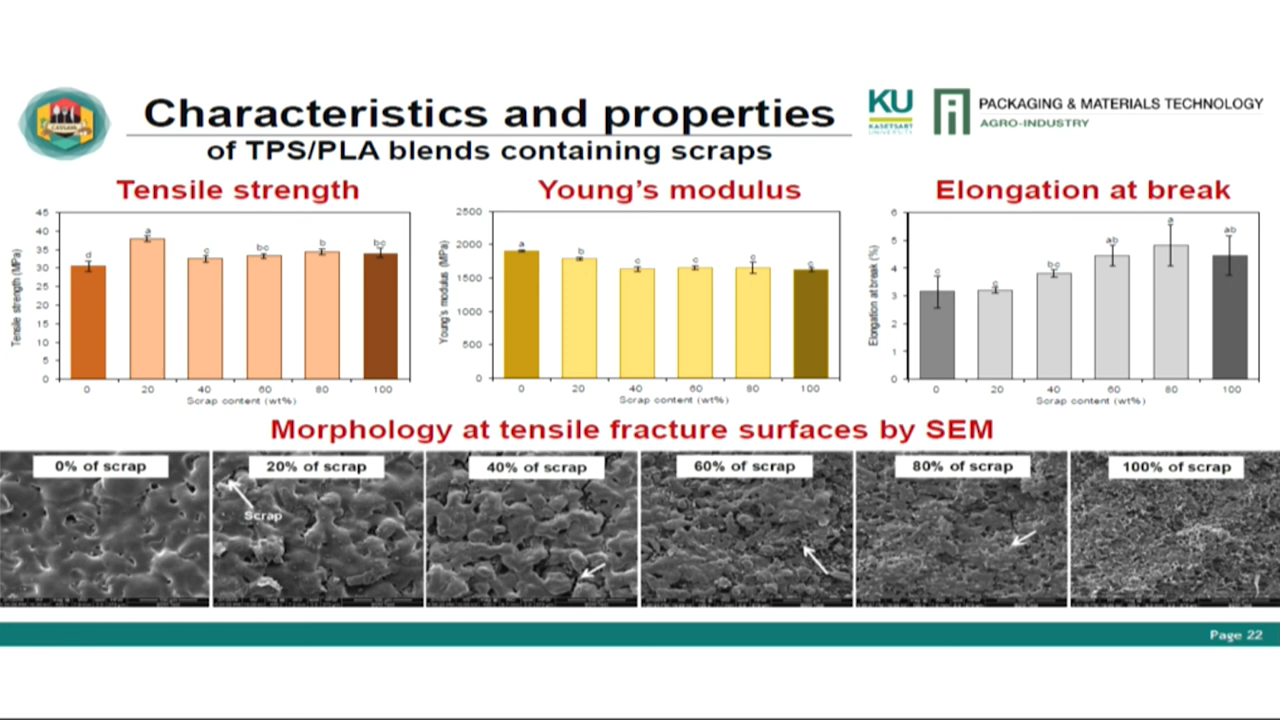 Characteristics and properties
of TPS/PLA blends containing scraps
KU
KASETSART
UNIVERSITY
PACKAGING & MATERIALS TECHNOLOGY
AGRO-INDUSTRY
CASSAVA
Tensile strength
Tensile strength (MPa)
45
40
35
30
25
20
15
10
5
0
d
a
c
bc
b
bc
0 20 40 60 80 100
Scrap content (wt%)
Young's modulus
Young's modulus (MPa)
2500
2000
1500
1000
500
0
a
b
c
c
c
c
0 20 40 60 80 100
Scrap content (wt%)
Elongation at break
Elongation at break (%)
6
5
4
3
2
1
0
c
c
bc
ab
a
ab
0 20 40 60 80 100
Scrap content (wt%)
Morphology at tensile fracture surfaces by SEM
0% of scrap
20% of scrap
Scrap
40% of scrap
60% of scrap
80% of scrap
100% of scrap
Page 22